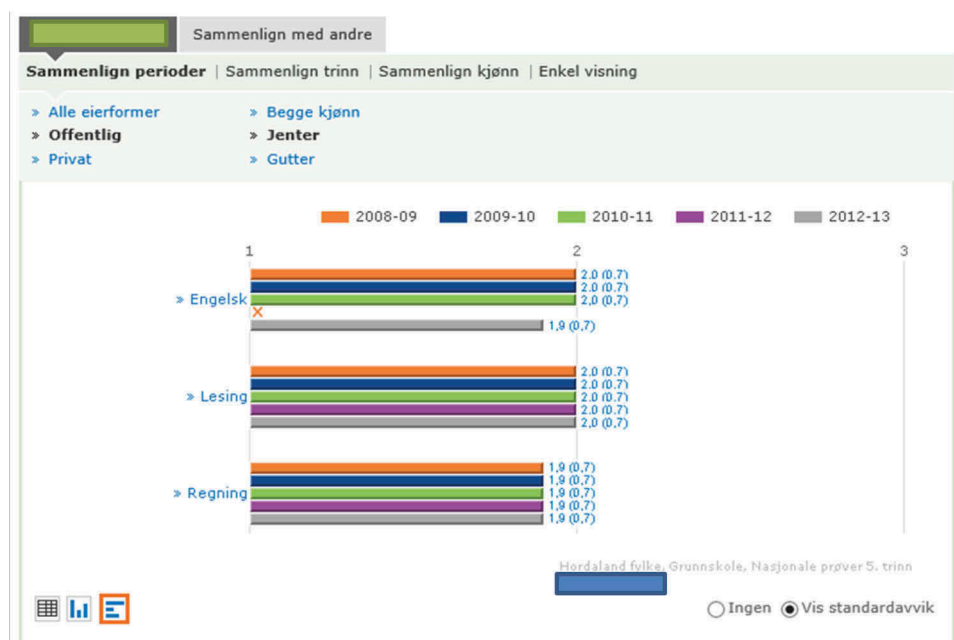 Sammenlign med andre
Sammenlign perioder | Sammenlign trinn | Sammenlign kjønn | Enkel visning
» Alle eierformer » Begge kjønn
» Offentlig » Jenter
» Privat » Gutter
2008-09 2009-10 2010-11 2011-12 2012-13
1 2 3
2,0 (0,7)
2,0 (0,7)
» Engelsk 2,0 (0,7)
1,9 (0,7)
2,0 (0,7)
2,0 (0,7)
» Lesing 2,0 (0,7)
2,0 (0,7)
2,0 (0,7)
1,9 (0,7)
1,9 (0,7)
» Regning 1,9 (0,7)
1,9 (0,7)
1,9 (0,7)
Hordaland fylke, Grunnskole, Nasjonale prøver 5. trinn
Ingen Vis standardavvik